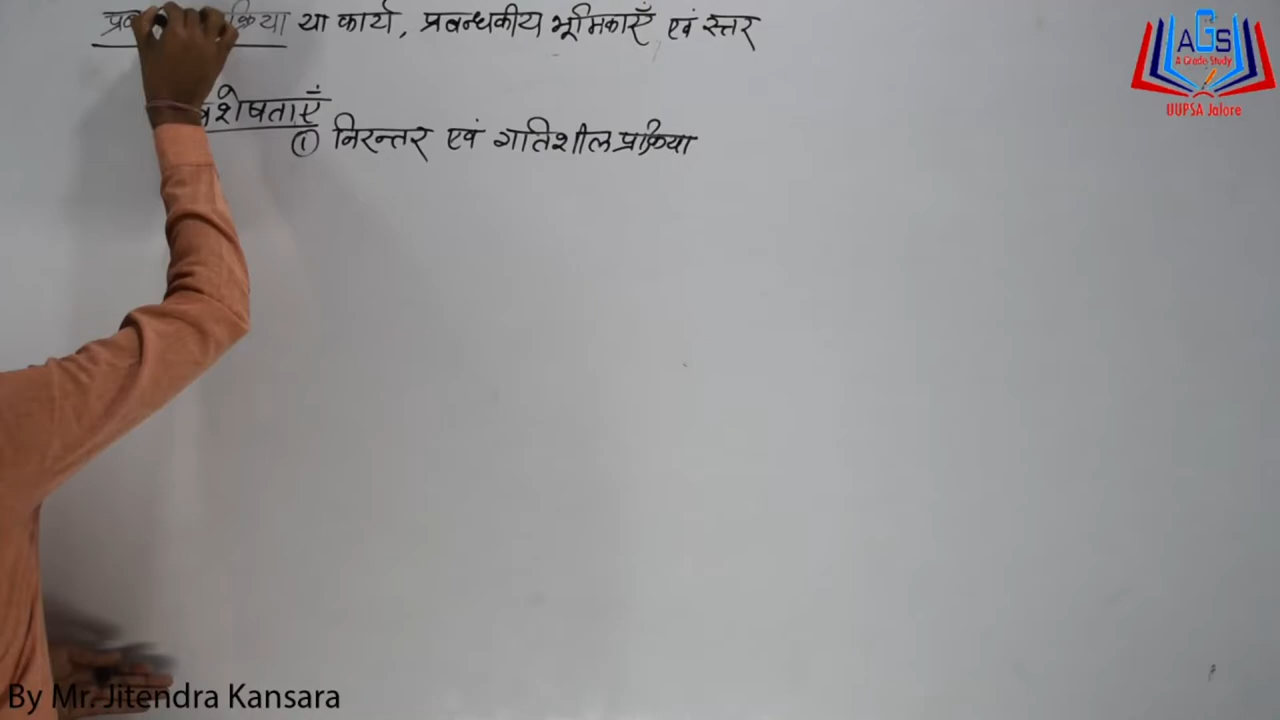 या कार्य, प्रबन्धकीय भूमिकाएँ एवं स्तर
① निरन्तर एवं गतिशील प्रक्रिया
AGS
A Grade Study
UUPSA Jalore
By Mr. Jitendra Kansara